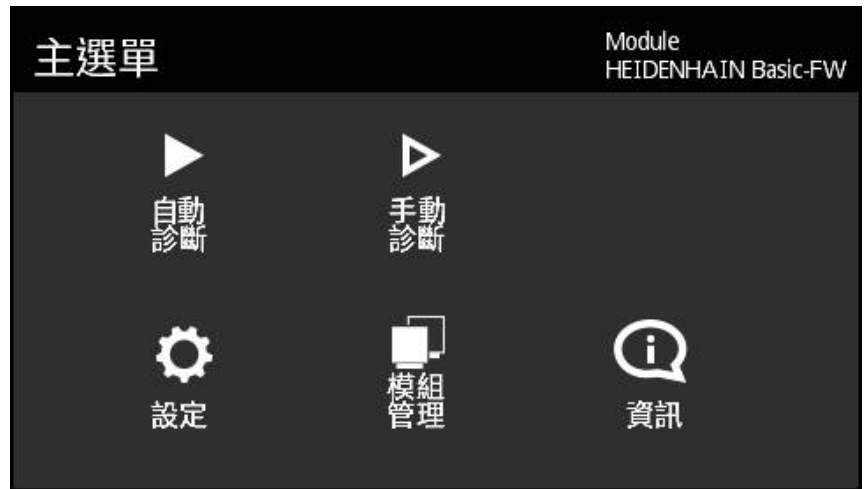 主選單
Module
HEIDENHAIN Basic-FW
自動
診斷
手動
診斷
設定
模組
管理
資訊